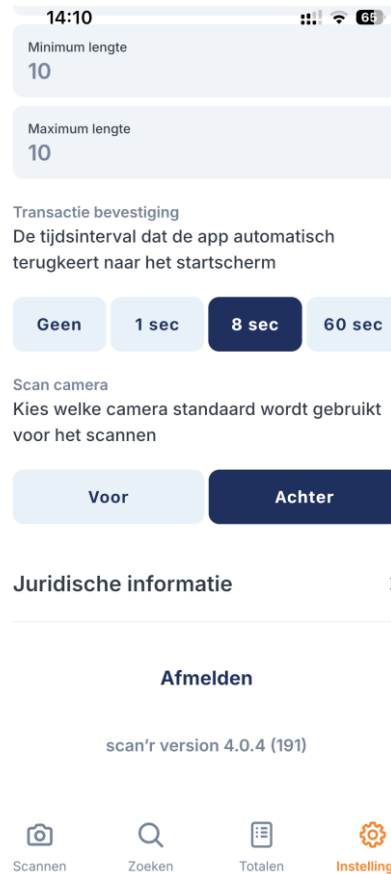 14:10
65
Minimum lengte
10
Maximum lengte
10
Transactie bevestiging
De tijdsinterval dat de app automatisch
terugkeert naar het startscherm
Geen 1 sec 8 sec 60 sec
Scan camera
Kies welke camera standaard wordt gebruikt
voor het scannen
Voor Achter
Juridische informatie
Afmelden
scan'r version 4.0.4 (191)
Scannen Zoeken Totalen Instelling